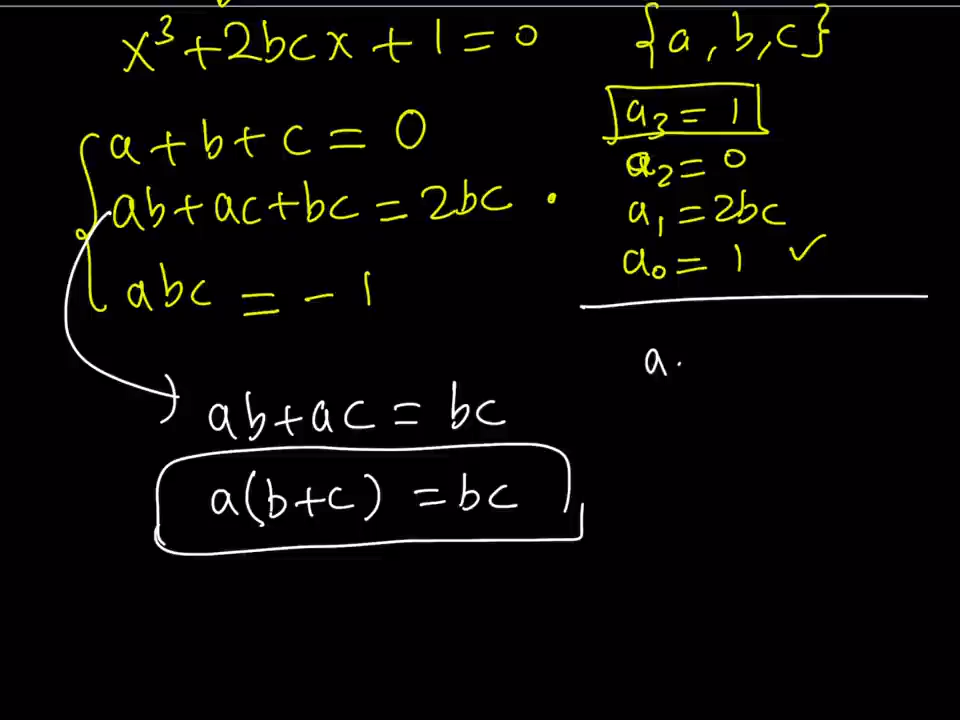 x³+2bcx+1=0
{a,b,c}
a+b+c=0
ab+ac+bc=2bc .
abc=-1
a₃=1
a₂=0
a₁=2bc
a₀=1 ✓
a.
ab+ac=bc
a(b+c)=bc